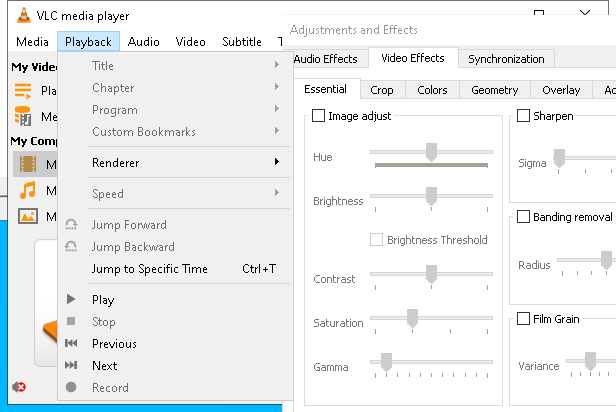 VLC media player
Media Playback Audio Video Subtitle
My Vide
Pla
Me
My Comp
M
M
M
Title
Chapter
Program
Custom Bookmarks
Renderer
Speed
Jump Forward
Jump Backward
Jump to Specific Time Ctrl+T
Play
Stop
Previous
Next
Record
Adjustments and Effects
Audio Effects Video Effects Synchronization
Essential Crop Colors Geometry Overlay
Image adjust
Hue
Brightness
Brightness Threshold
Contrast
Saturation
Gamma
Sharpen
Sigma
Banding removal
Radius
Film Grain
Variance